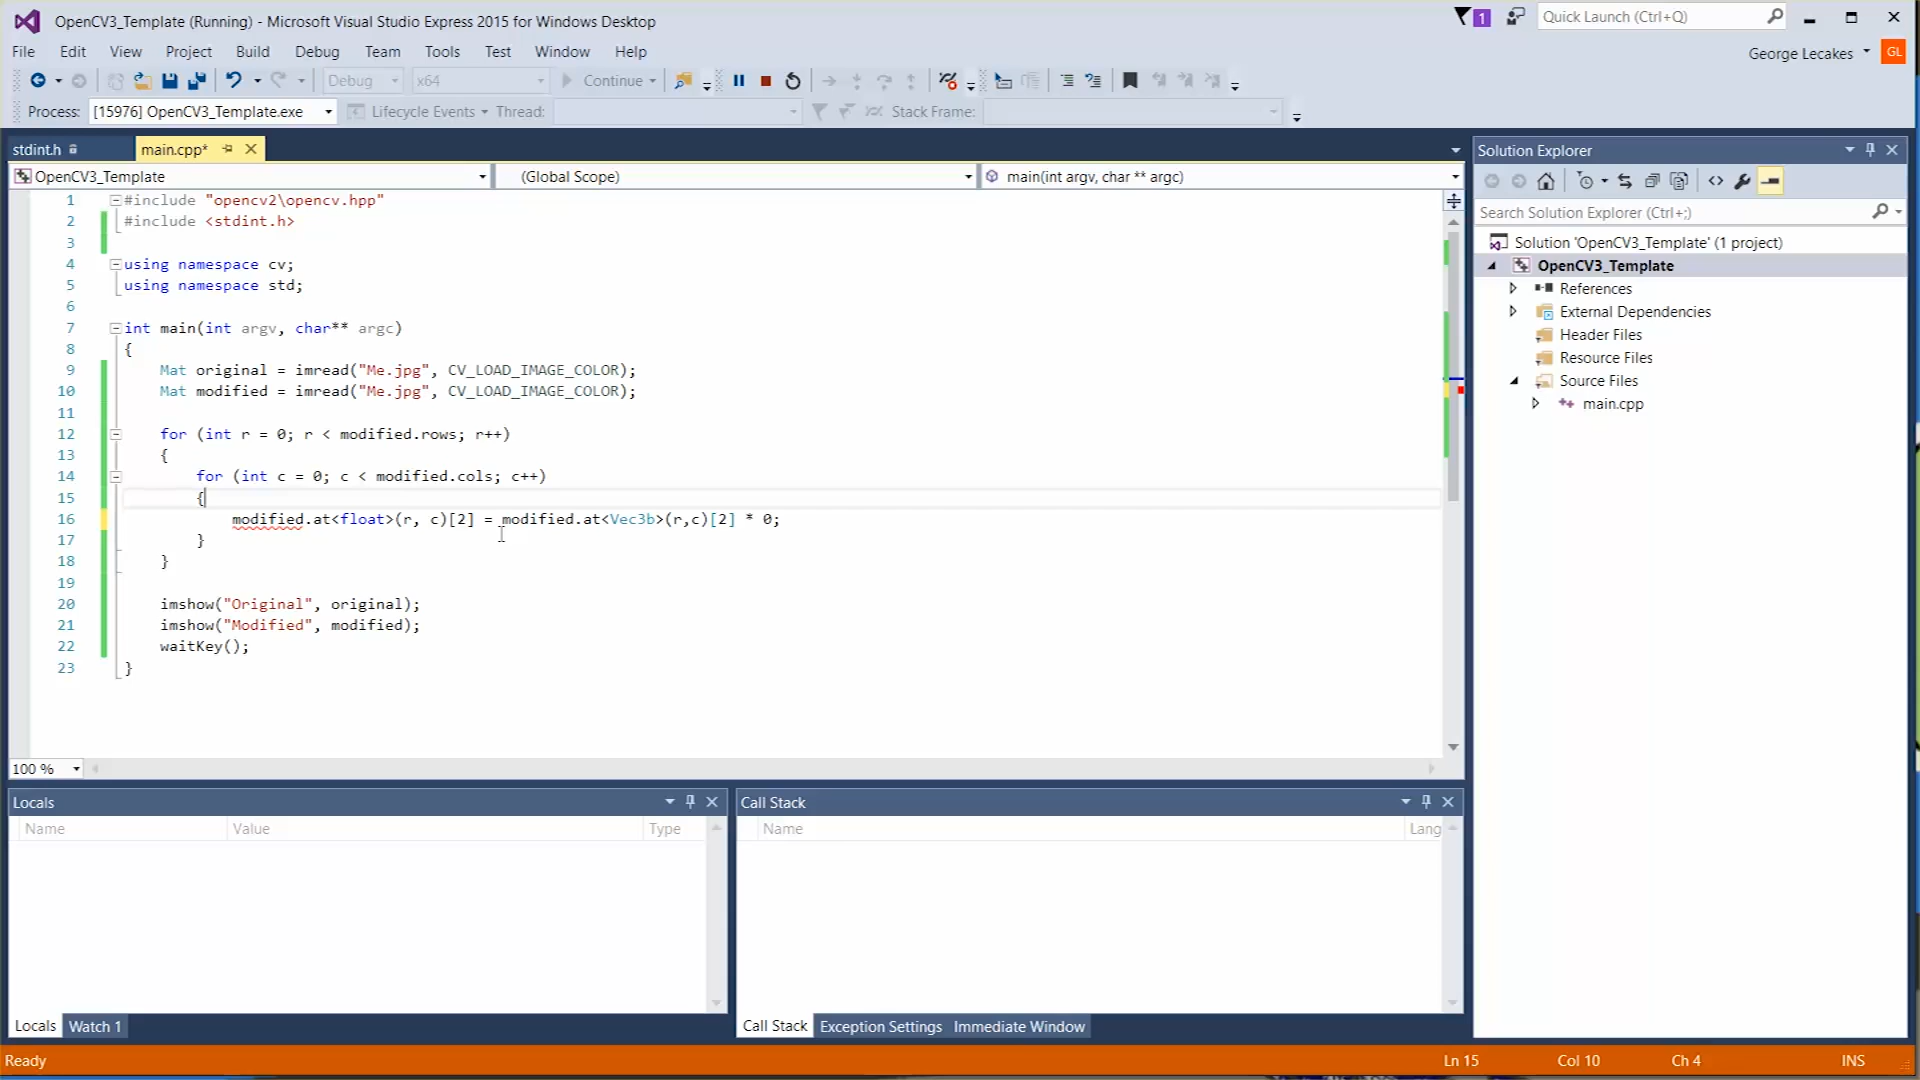 OpenCV3_Template (Running) - Microsoft Visual Studio Express 2015 for Windows Desktop
1
Quick Launch (Ctrl+Q)
File Edit View Project Build Debug Team Tools Test Window Help
George Lecakes GL
Debug x64 Continue
Process: [15976] OpenCV3_Template.exe Lifecycle Events Thread: Stack Frame:
stdint.h main.cpp*
OpenCV3_Template (Global Scope) main(int argv, char ** argc)
1 #include "opencv2\opencv.hpp"
2 #include <stdint.h>
3
4 using namespace cv;
5 using namespace std;
6
7 int main(int argv, char** argc)
8 {
9 Mat original = imread("Me.jpg", CV_LOAD_IMAGE_COLOR);
10 Mat modified = imread("Me.jpg", CV_LOAD_IMAGE_COLOR);
11
12 for (int r = 0; r < modified.rows; r++)
13 {
14 for (int c = 0; c < modified.cols; c++)
15 {
16 modified.at<float>(r, c)[2] = modified.at<Vec3b>(r,c)[2] * 0;
17 }
18 }
19
20 imshow("Original", original);
21 imshow("Modified", modified);
22 waitKey();
23 }
100 %
Solution Explorer
Search Solution Explorer (Ctrl+;)
Solution 'OpenCV3_Template' (1 project)
OpenCV3_Template
References
External Dependencies
Header Files
Resource Files
Source Files
main.cpp
Locals
Name Value Type
Locals Watch 1
Call Stack
Name Lang
Call Stack Exception Settings Immediate Window
Ready Ln 15 Col 10 Ch 4 INS